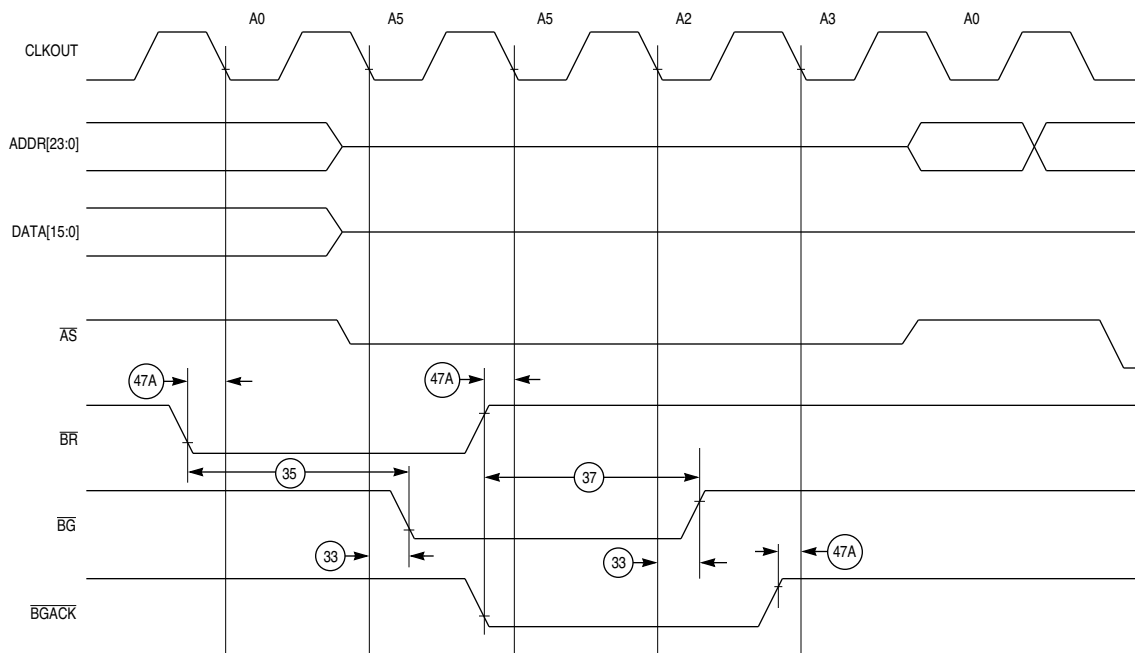 A0 A5 A5 A2 A3 A0
CLKOUT
ADDR[23:0]
DATA[15:0]
AS
47A 47A
BR
35 37
BG
33 33 47A
BGACK